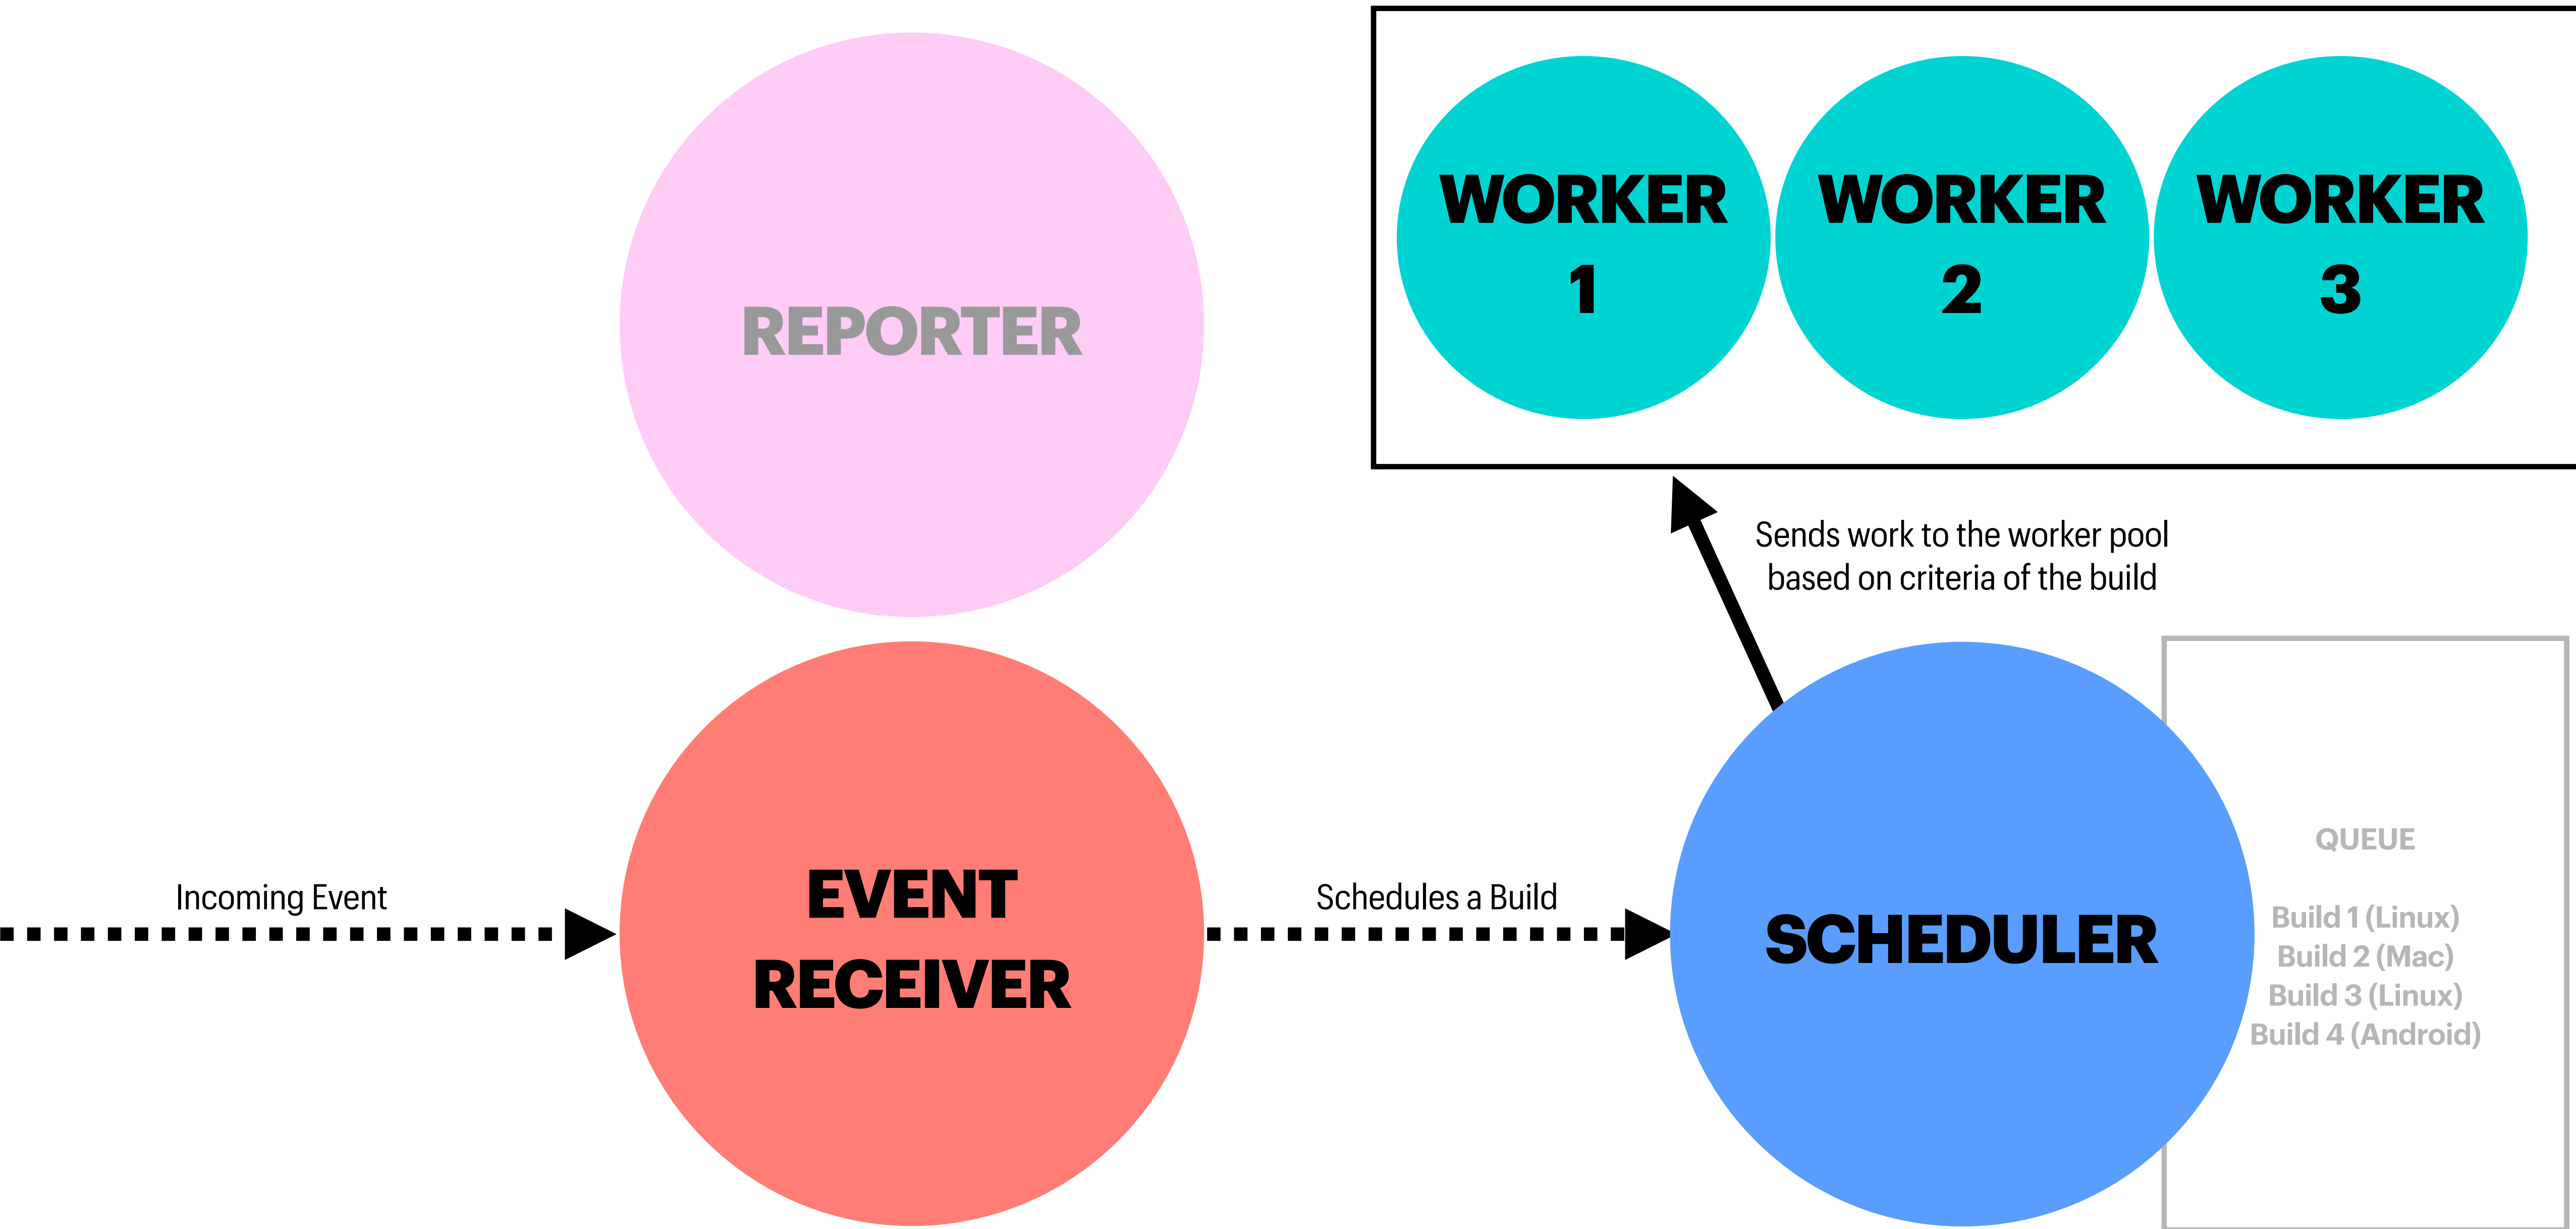 REPORTER
WORKER
1
WORKER
2
WORKER
3
Sends work to the worker pool
based on criteria of the build
Incoming Event
EVENT
RECEIVER
Schedules a Build
SCHEDULER
QUEUE
Build 1 (Linux)
Build 2 (Mac)
Build 3 (Linux)
Build 4 (Android)